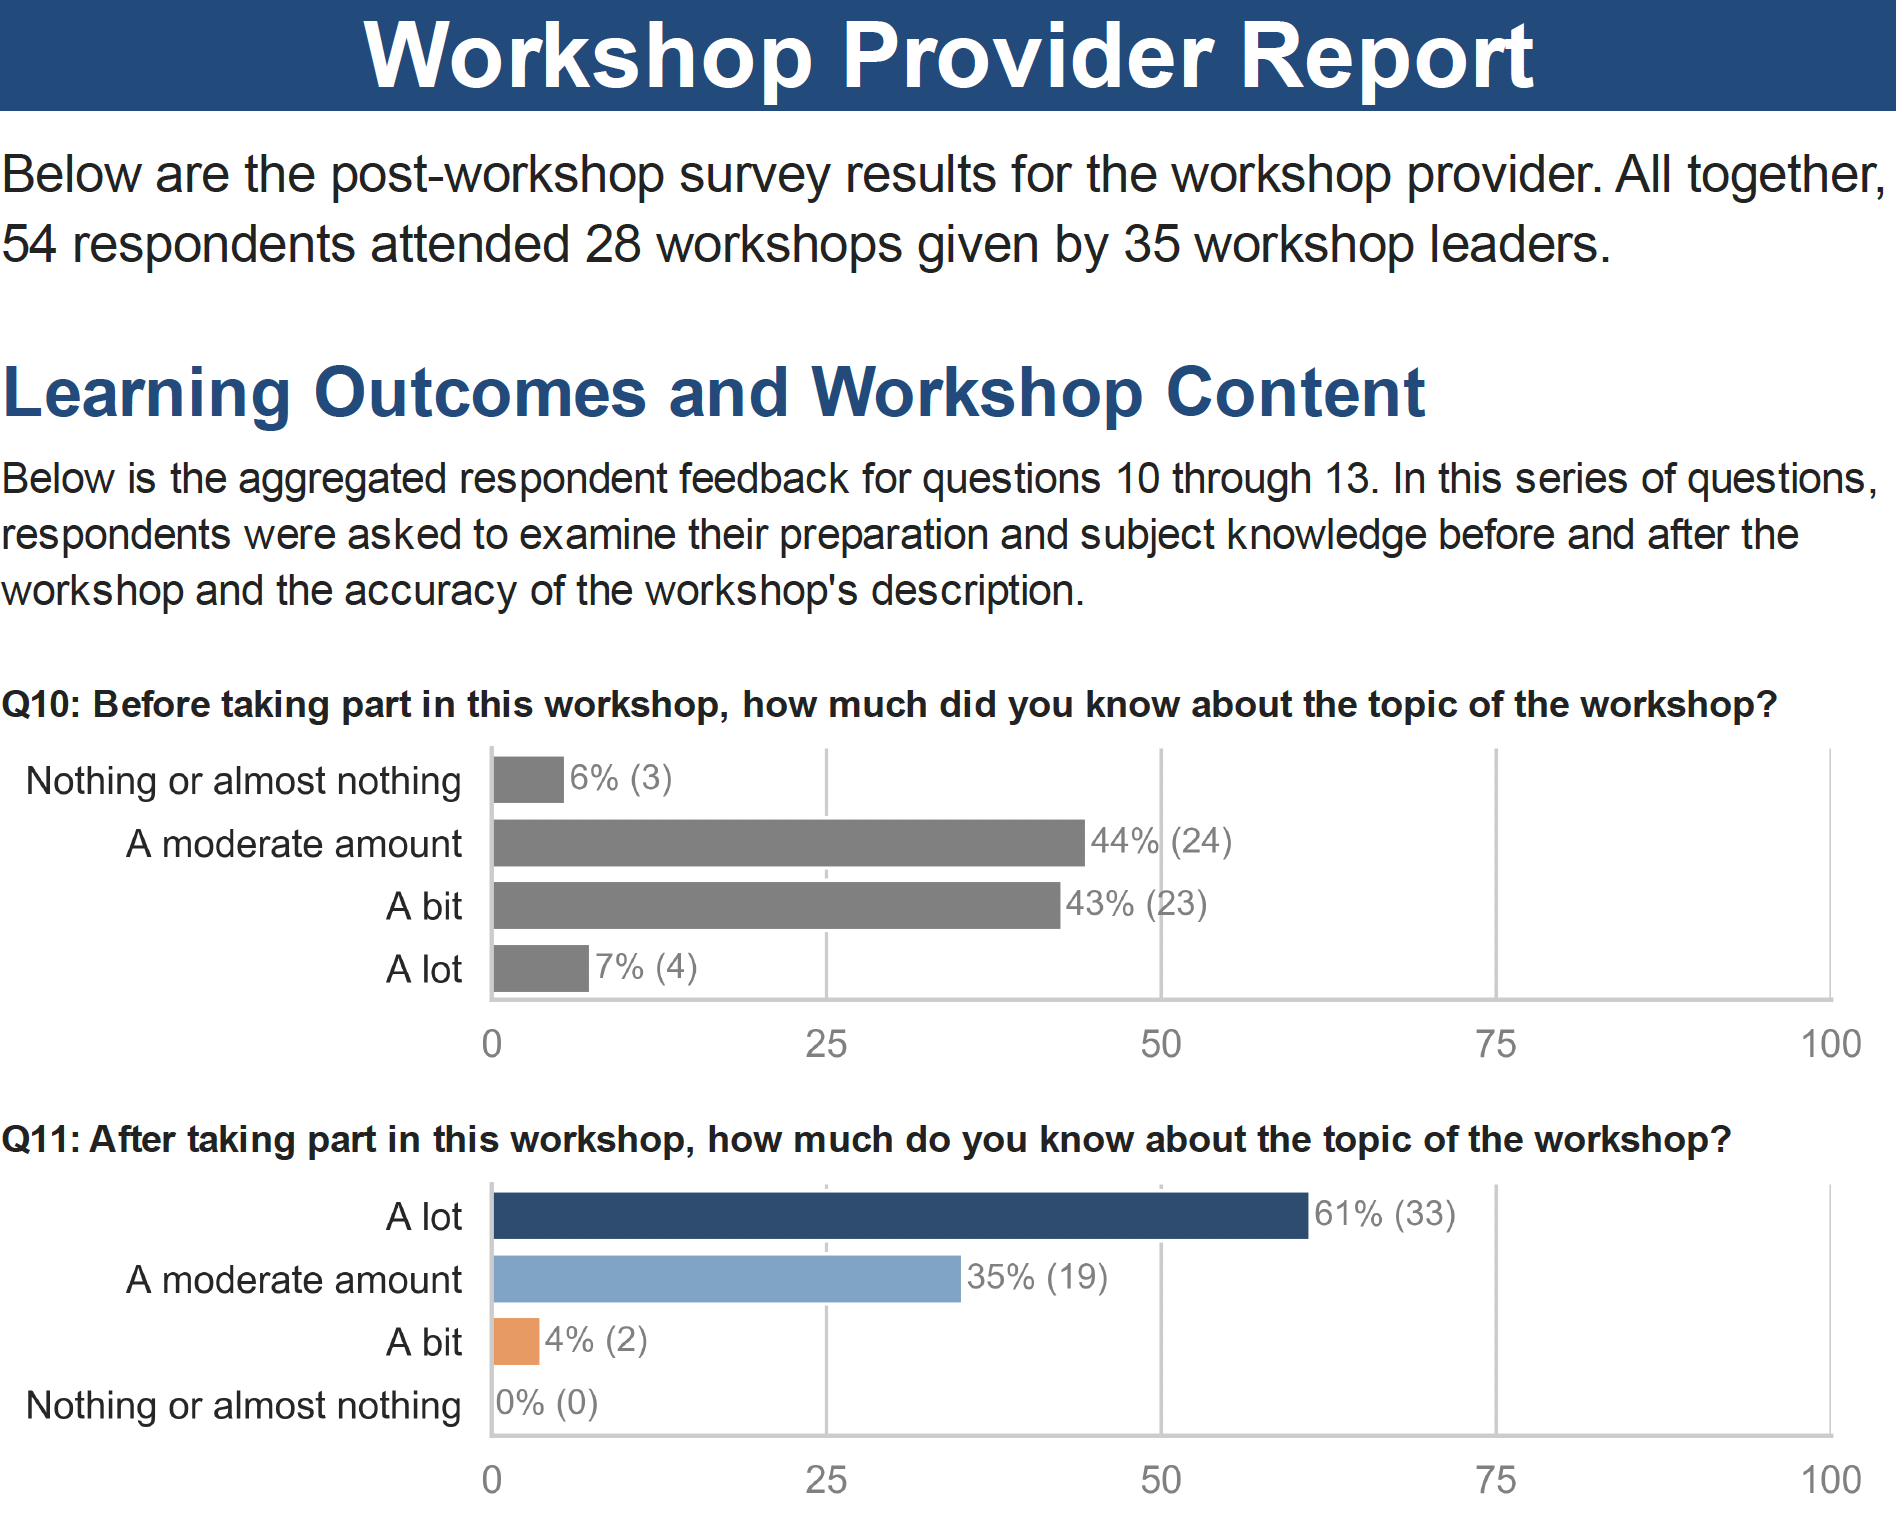 Workshop Provider Report
Below are the post-workshop survey results for the workshop provider. All together,
54 respondents attended 28 workshops given by 35 workshop leaders.
Learning Outcomes and Workshop Content
Below is the aggregated respondent feedback for questions 10 through 13. In this series of questions,
respondents were asked to examine their preparation and subject knowledge before and after the
workshop and the accuracy of the workshop's description.
Q10: Before taking part in this workshop, how much did you know about the topic of the workshop?
Nothing or almost nothing 6% (3)
A moderate amount 44% (24)
A bit 43% (23)
A lot 7% (4)
0 25 50 75 100
Q11: After taking part in this workshop, how much do you know about the topic of the workshop?
A lot 61% (33)
A moderate amount 35% (19)
A bit 4% (2)
Nothing or almost nothing 0% (0)
0 25 50 75 100